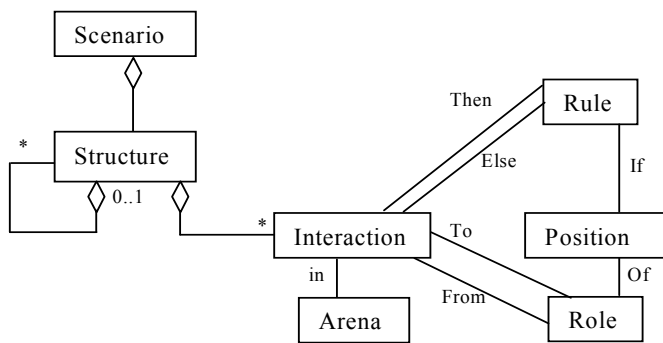 Scenario
Then
Rule
*
Structure
Else
If
0..1
*
To
Interaction
Position
in
Of
From
Arena
Role